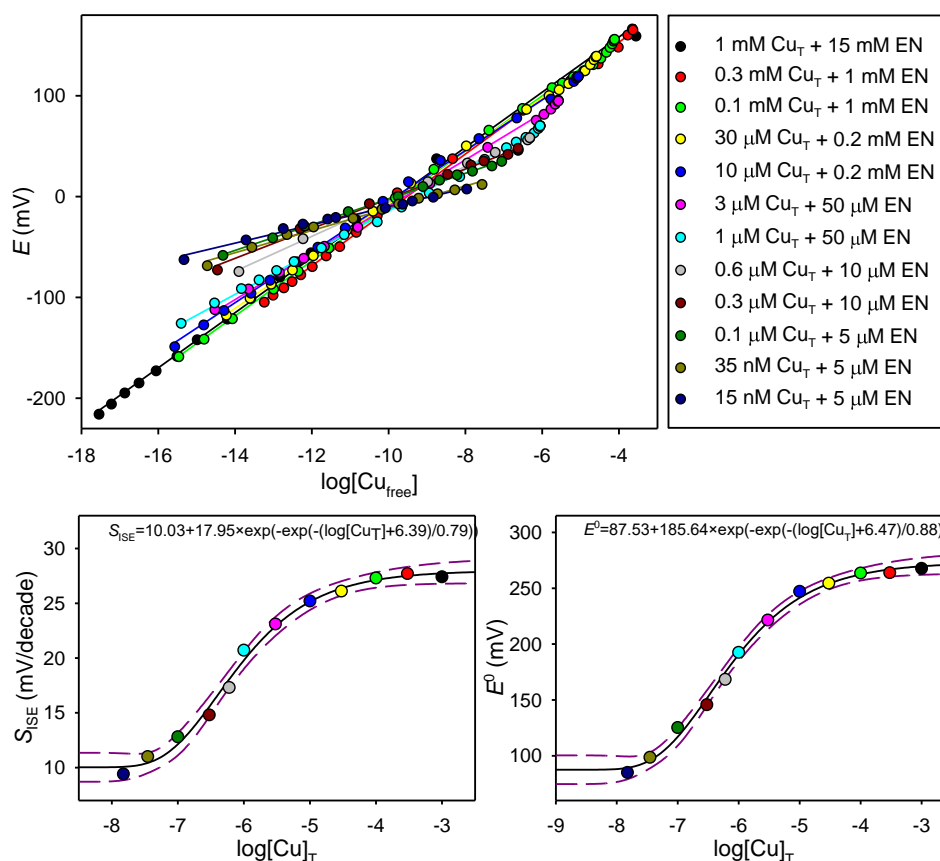 100
0
-100
-200
E (mV)
-18 -16 -14 -12 -10 -8 -6 -4
log[Cu_free]
1 mM Cu_T + 15 mM EN
0.3 mM Cu_T + 1 mM EN
0.1 mM Cu_T + 1 mM EN
30 μM Cu_T + 0.2 mM EN
10 μM Cu_T + 0.2 mM EN
3 μM Cu_T + 50 μM EN
1 μM Cu_T + 50 μM EN
0.6 μM Cu_T + 10 μM EN
0.3 μM Cu_T + 10 μM EN
0.1 μM Cu_T + 5 μM EN
35 nM Cu_T + 5 μM EN
15 nM Cu_T + 5 μM EN
S_ISE=10.03+17.95×exp(-exp(-(log[Cu_T]+6.39)/0.79))
30
25
20
15
10
S_ISE (mV/decade)
-8 -7 -6 -5 -4 -3
log[Cu]_T
E^0=87.53+185.64×exp(-exp(-(log[Cu_T]+6.47)/0.88)
300
250
200
150
100
50
E^0 (mV)
-9 -8 -7 -6 -5 -4 -3
log[Cu]_T